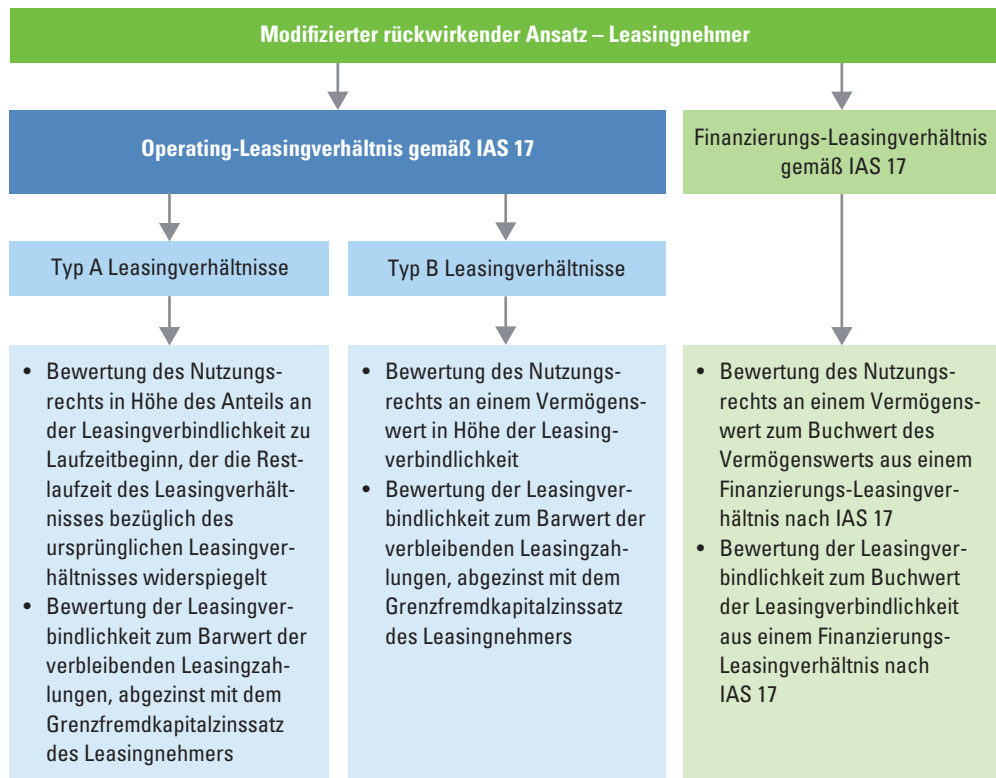 Modifizierter rückwirkender Ansatz – Leasingnehmer
Operating-Leasingverhältnis gemäß IAS 17
Finanzierungs-Leasingverhältnis
gemäß IAS 17
Typ A Leasingverhältnisse
Typ B Leasingverhältnisse
• Bewertung des Nutzungs-
rechts in Höhe des Anteils an
der Leasingverbindlichkeit zu
Laufzeitbeginn, der die Rest-
laufzeit des Leasingverhält-
nisses bezüglich des
ursprünglichen Leasingver-
hältnisses widerspiegelt
• Bewertung der Leasingver-
bindlichkeit zum Barwert der
verbleibenden Leasingzah-
lungen, abgezinst mit dem
Grenzfremdkapitalzinssatz
des Leasingnehmers
• Bewertung des Nutzungs-
rechts an einem Vermögens-
wert in Höhe der Leasing-
verbindlichkeit
• Bewertung der Leasingver-
bindlichkeit zum Barwert der
verbleibenden Leasingzah-
lungen, abgezinst mit dem
Grenzfremdkapitalzinssatz
des Leasingnehmers
• Bewertung des Nutzungs-
rechts an einem Vermögens-
wert zum Buchwert des
Vermögenswerts aus einem
Finanzierungs-Leasingver-
hältnis nach IAS 17
• Bewertung der Leasingver-
bindlichkeit zum Buchwert
der Leasingverbindlichkeit
aus einem Finanzierungs-
Leasingverhältnis nach
IAS 17